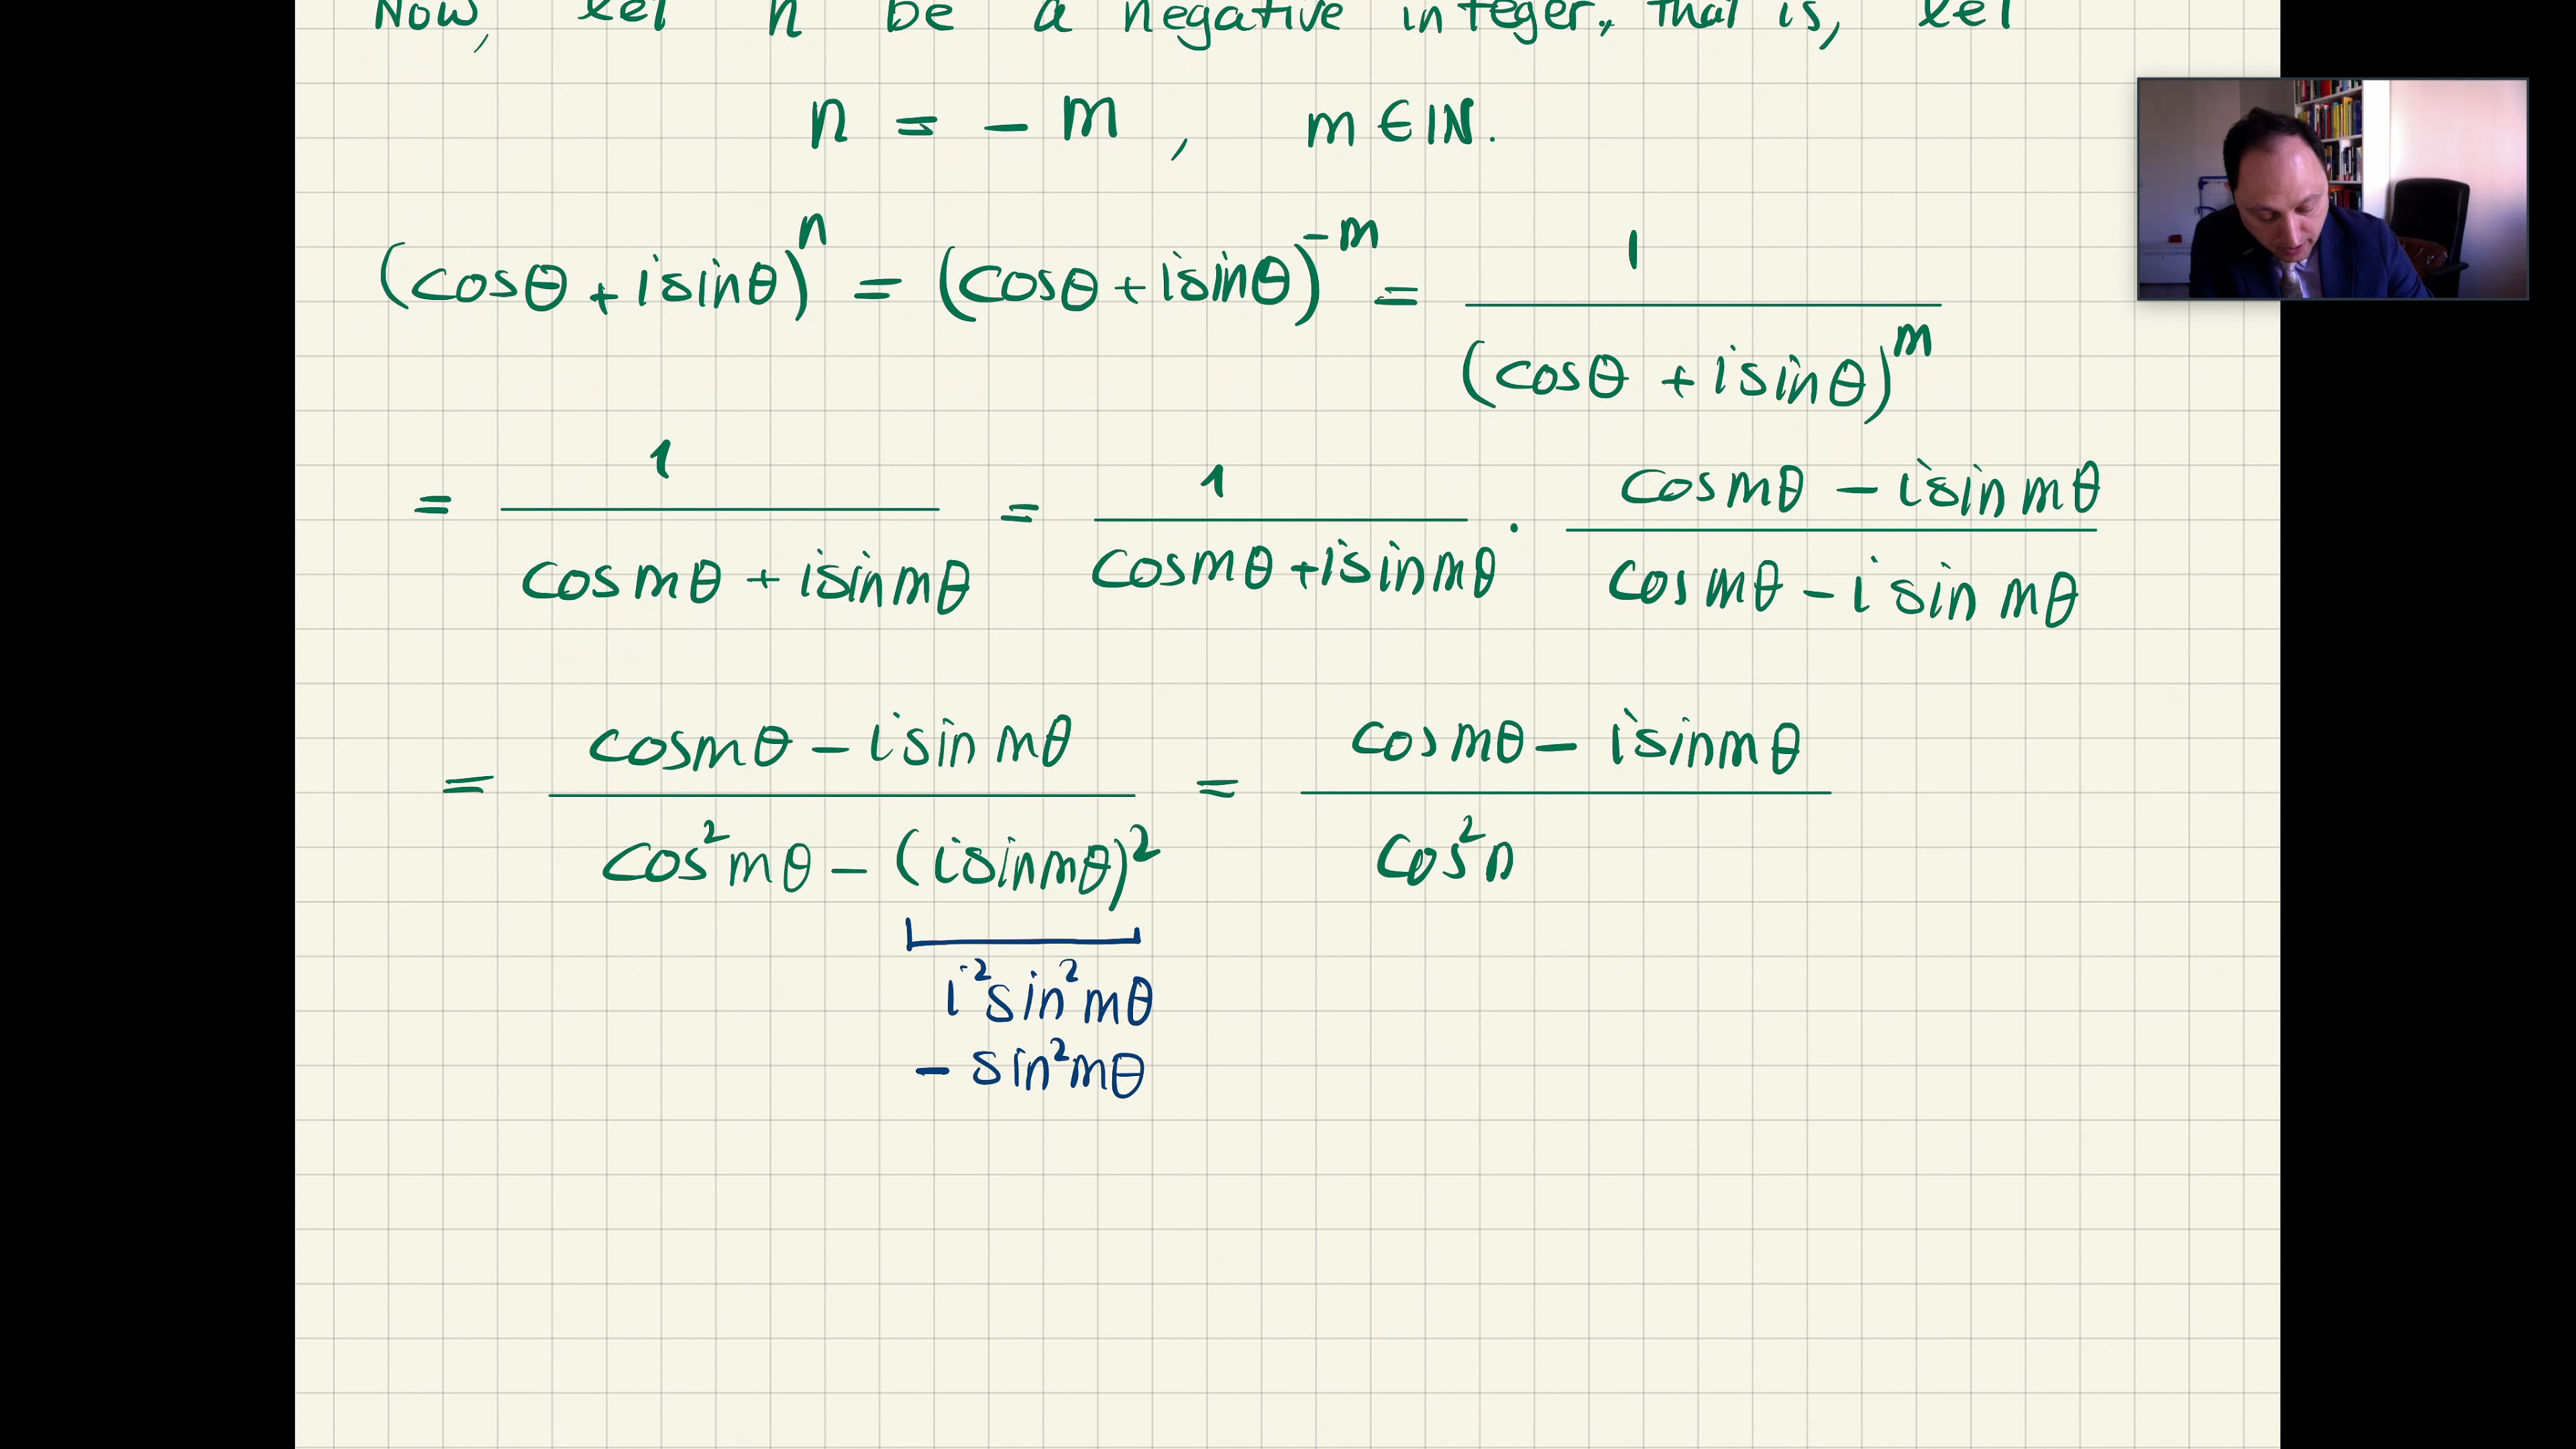 Now, let n be a negative integer, that is, let
n = - m , m ∈ ℕ.
(cosθ + isinθ)^n = (cosθ + isinθ)^-m = 1 / (cosθ + isinθ)^m
= 1 / (cosmθ + isinmθ) = 1 / (cosmθ + isinmθ) · (cosmθ - isinmθ) / (cosmθ - isinmθ)
= (cosmθ - isinmθ) / (cos²mθ - (isinmθ)²) = (cosmθ - isinmθ) / (cos²n
i²sin²mθ
- sin²mθ